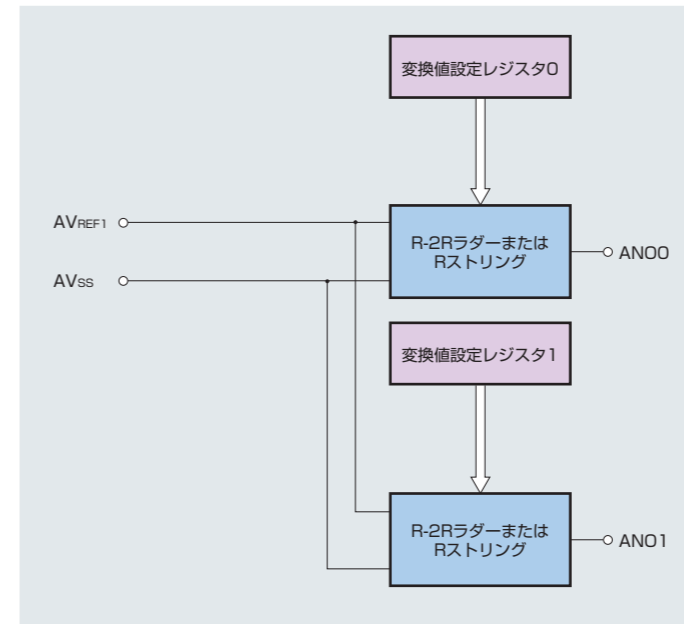 変換値設定レジスタ0
AVREF1
R-2Rラダーまたは
Rストリング
ANO0
AVSS
変換値設定レジスタ1
R-2Rラダーまたは
Rストリング
ANO1